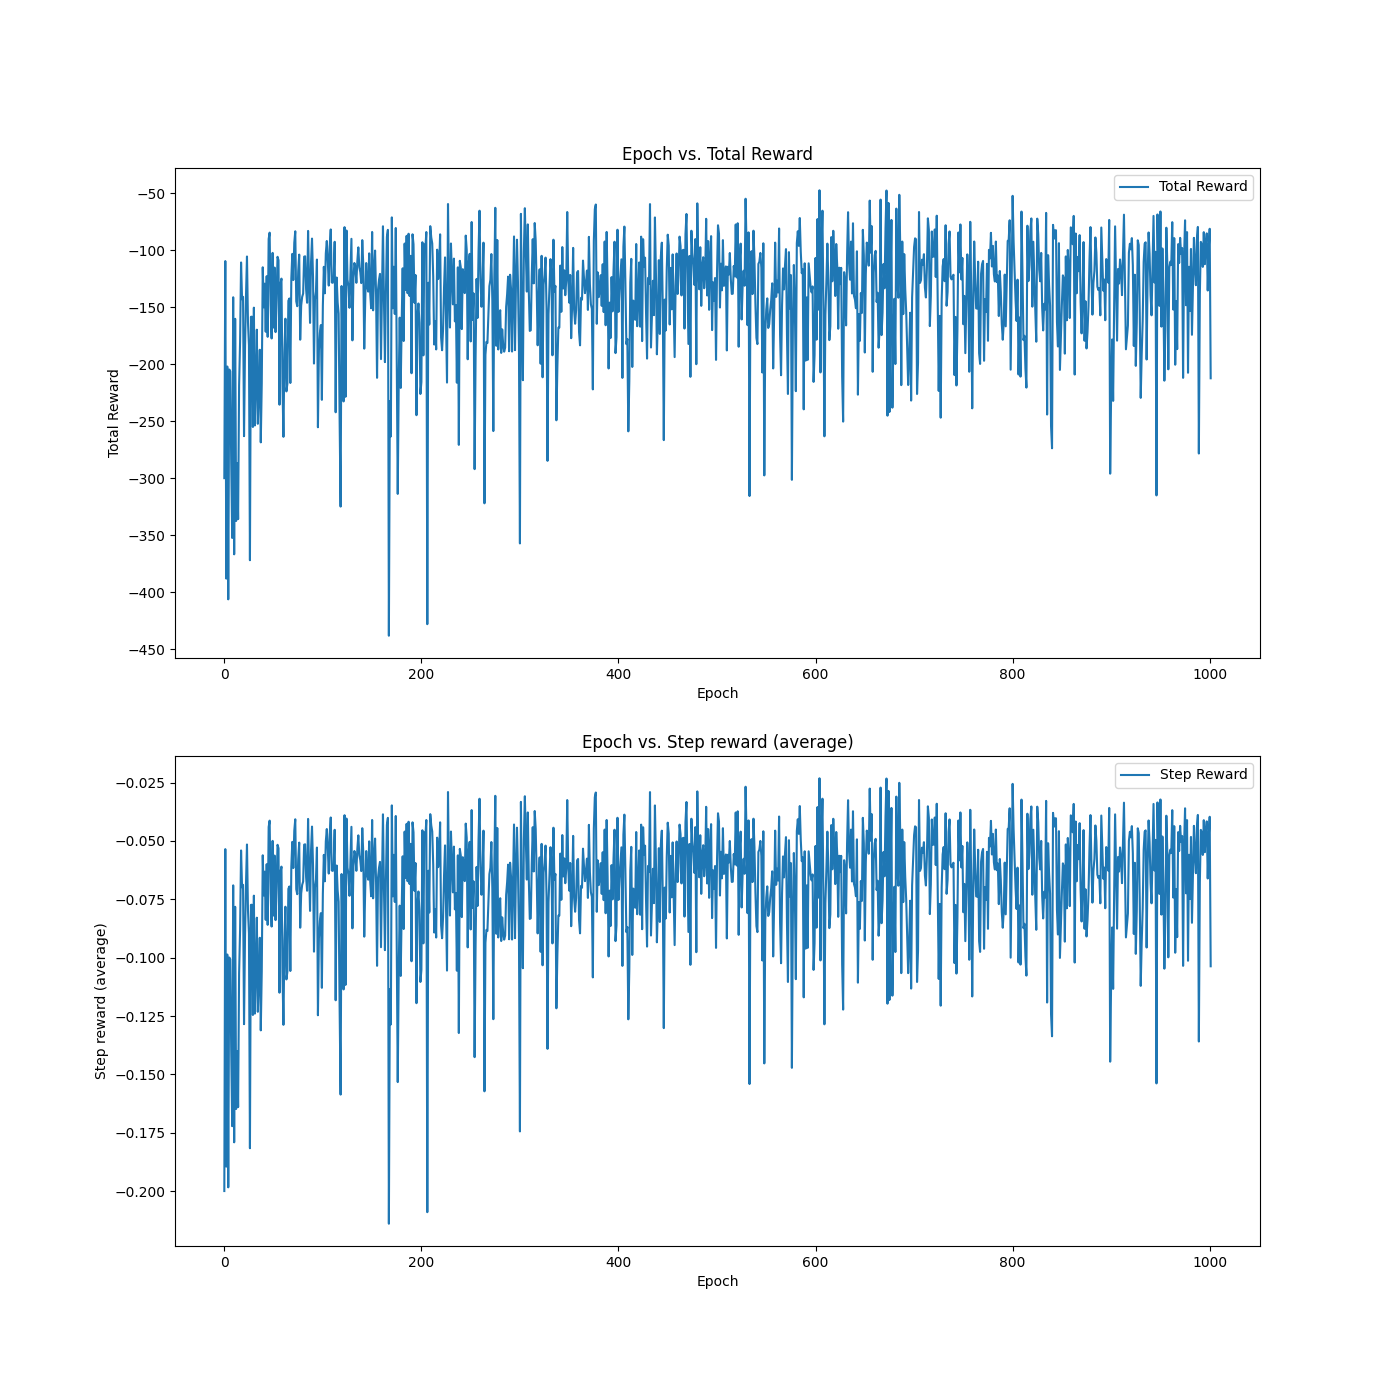 Epoch vs. Total Reward
Total Reward
−50
−100
−150
−200
−250
−300
−350
−400
−450
Total Reward
0 200 400 600 800 1000
Epoch
Epoch vs. Step reward (average)
Step Reward
−0.025
−0.050
−0.075
−0.100
−0.125
−0.150
−0.175
−0.200
Step reward (average)
0 200 400 600 800 1000
Epoch